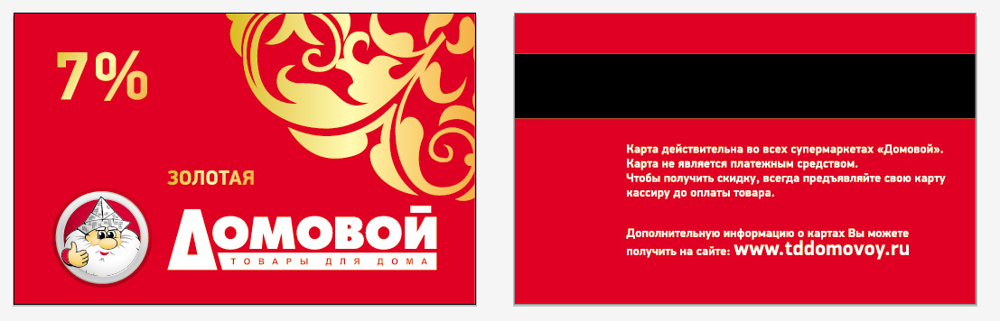 7%
ЗОЛОТАЯ
ДОМОВОЙ
ТОВАРЫ ДЛЯ ДОМА
Карта действительна во всех супермаркетах «Домовой».
Карта не является платежным средством.
Чтобы получить скидку, всегда предъявляйте свою карту
кассиру до оплаты товара.
Дополнительную информацию о картах Вы можете
получить на сайте: www.tddomovoy.ru